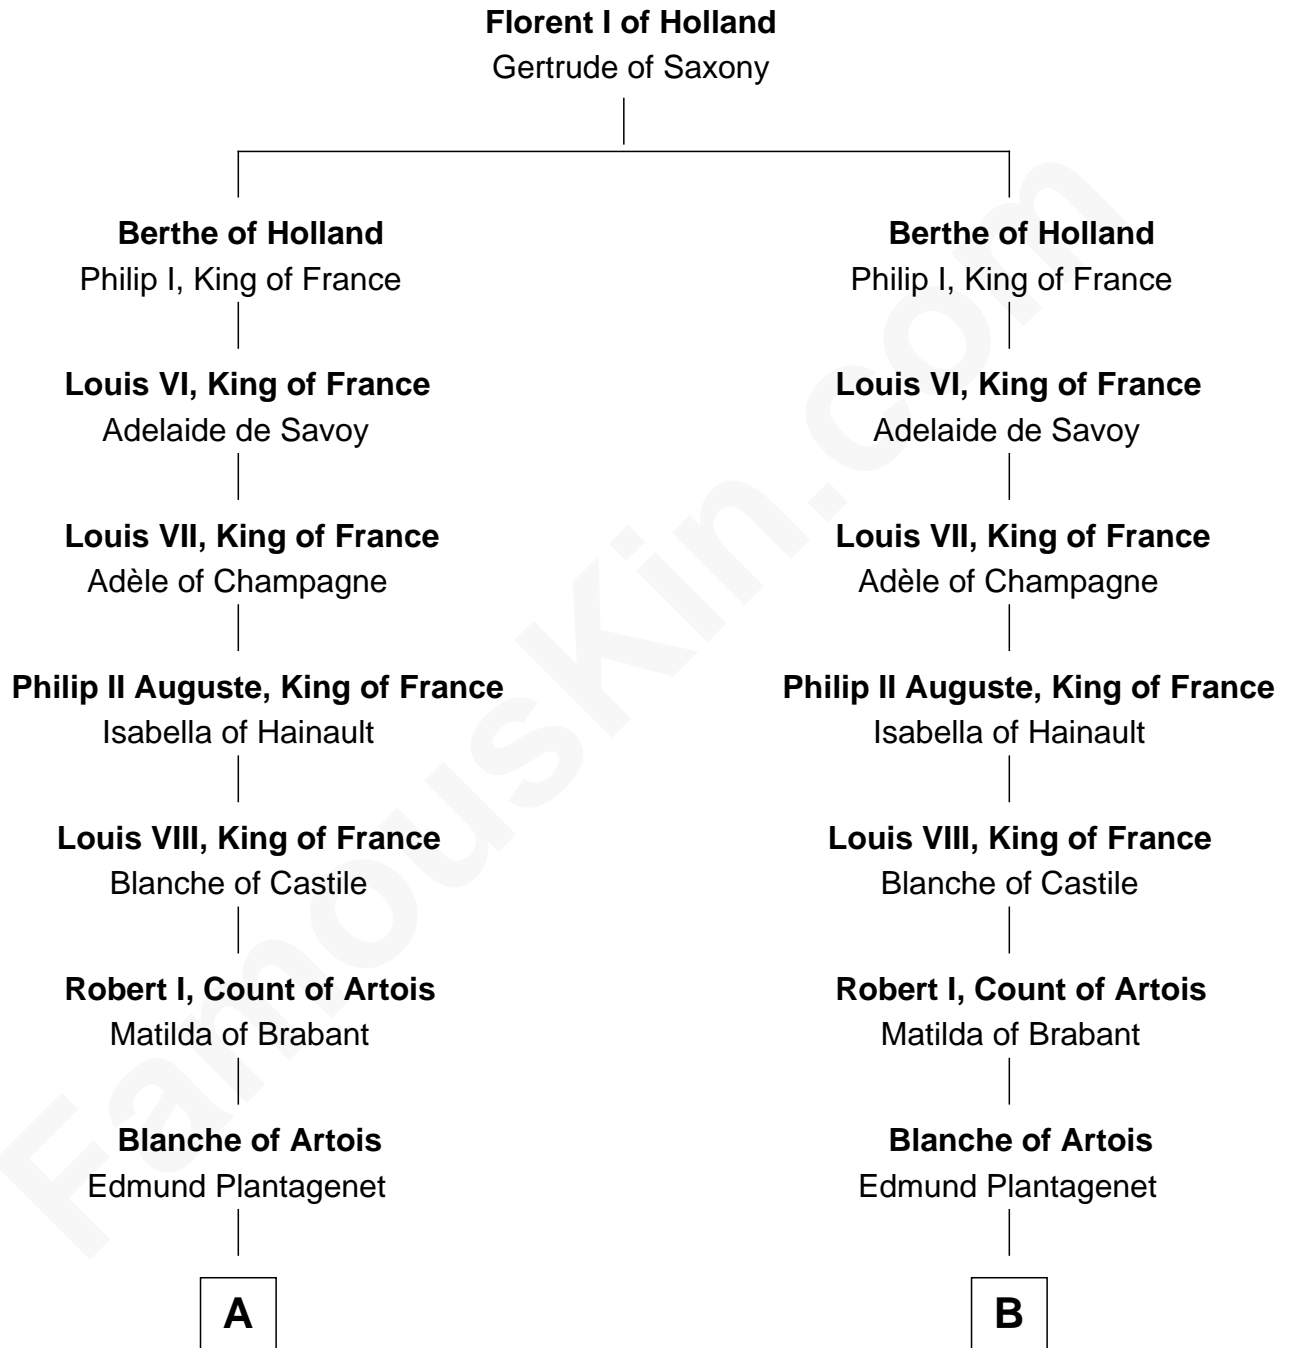 Florent I of Holland
Gertrude of Saxony
Berthe of Holland
Philip I, King of France
Berthe of Holland
Philip I, King of France
Louis VI, King of France
Adelaide de Savoy
Louis VI, King of France
Adelaide de Savoy
Louis VII, King of France
Adèle of Champagne
Louis VII, King of France
Adèle of Champagne
Philip II Auguste, King of France
Isabella of Hainault
Philip II Auguste, King of France
Isabella of Hainault
Louis VIII, King of France
Blanche of Castile
Louis VIII, King of France
Blanche of Castile
Robert I, Count of Artois
Matilda of Brabant
Robert I, Count of Artois
Matilda of Brabant
Blanche of Artois
Edmund Plantagenet
Blanche of Artois
Edmund Plantagenet
A
B
FamousKin.com